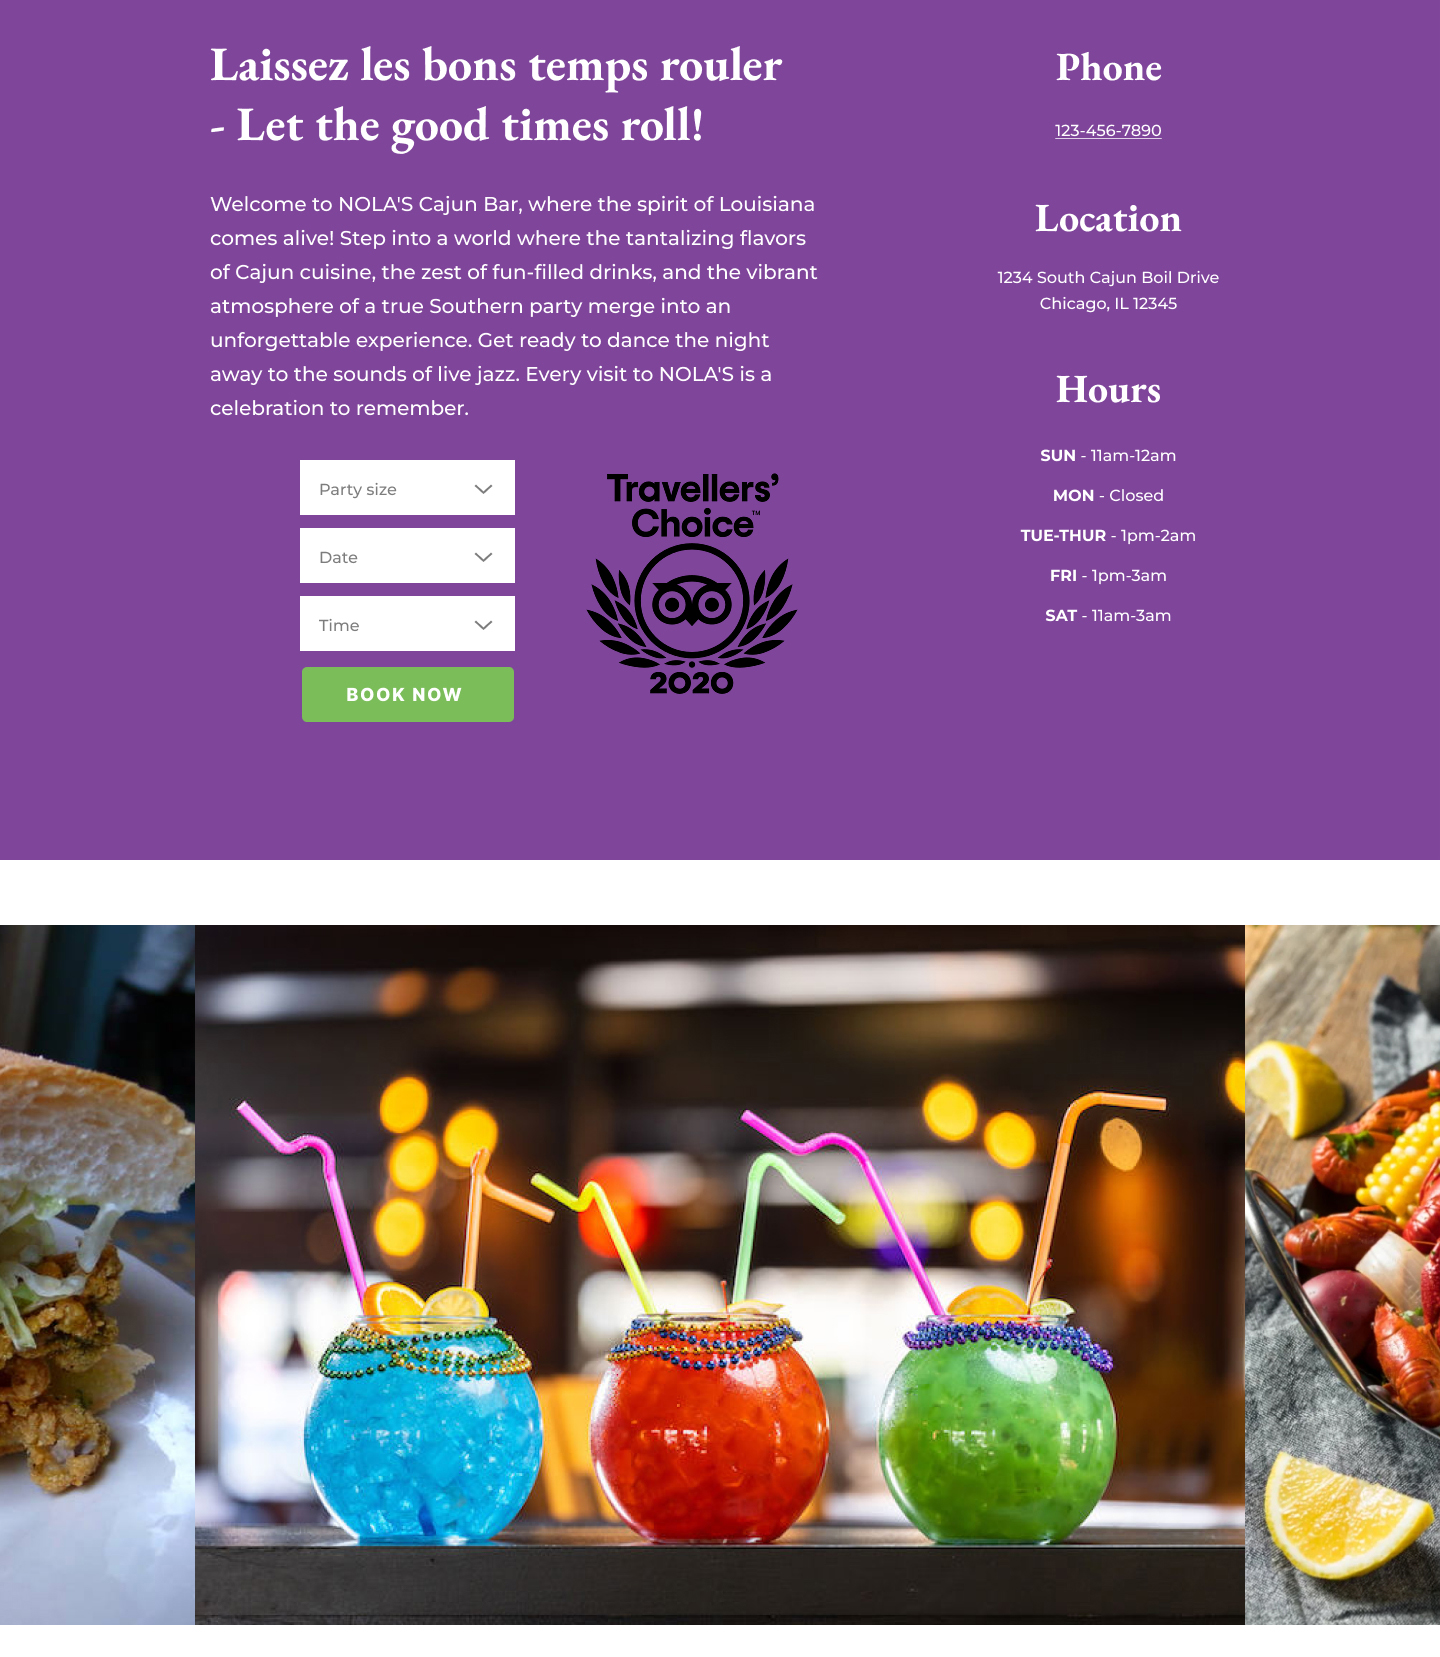 Laissez les bons temps rouler
- Let the good times roll!
Welcome to NOLA'S Cajun Bar, where the spirit of Louisiana
comes alive! Step into a world where the tantalizing flavors
of Cajun cuisine, the zest of fun-filled drinks, and the vibrant
atmosphere of a true Southern party merge into an
unforgettable experience. Get ready to dance the night
away to the sounds of live jazz. Every visit to NOLA'S is a
celebration to remember.
Party size
Date
Time
BOOK NOW
Travellers’
Choice™
2020
Phone
123-456-7890
Location
1234 South Cajun Boil Drive
Chicago, IL 12345
Hours
SUN - 11am-12am
MON - Closed
TUE-THUR - 1pm-2am
FRI - 1pm-3am
SAT - 11am-3am